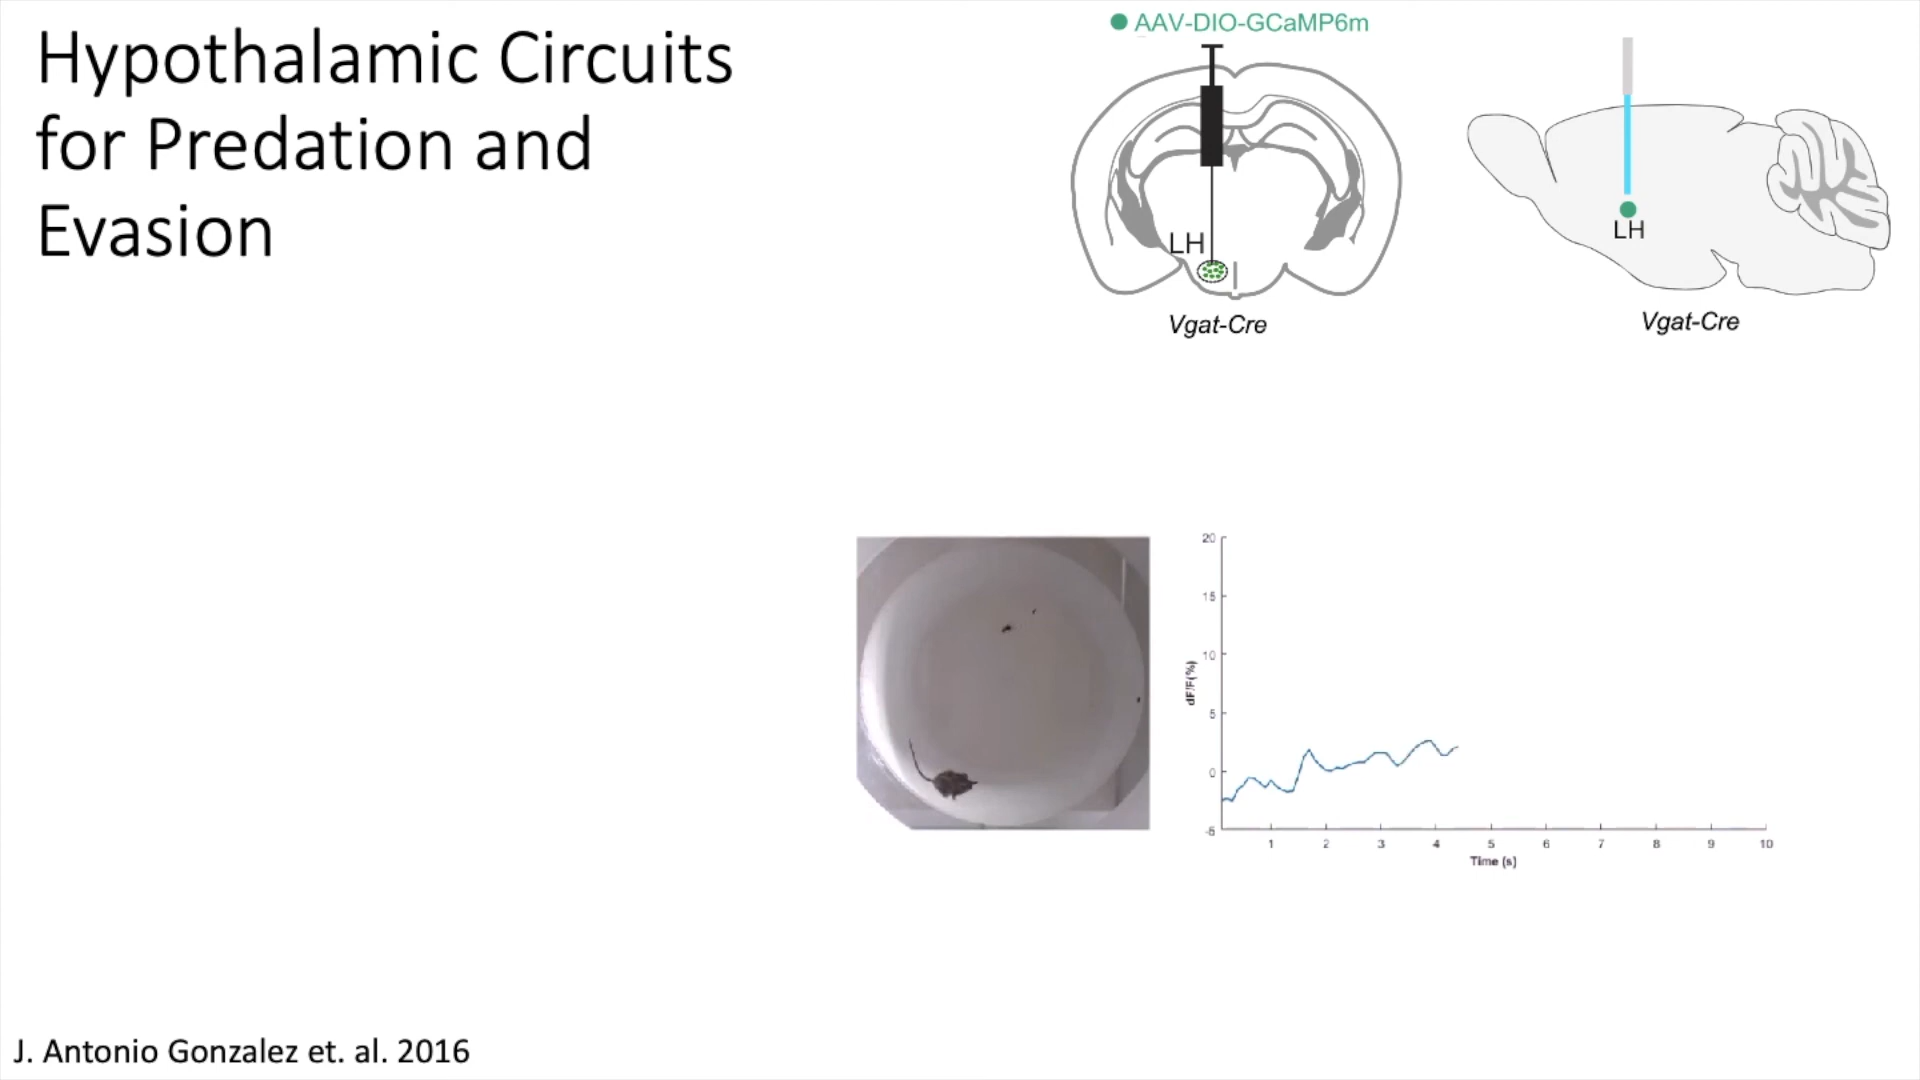 Hypothalamic Circuits
for Predation and
Evasion
AAV-DIO-GCaMP6m
LH
Vgat-Cre
LH
Vgat-Cre
20
15
10
5
0
-5
dF/F(%)
1 2 3 4 5 6 7 8 9 10
Time (s)
J. Antonio Gonzalez et. al. 2016